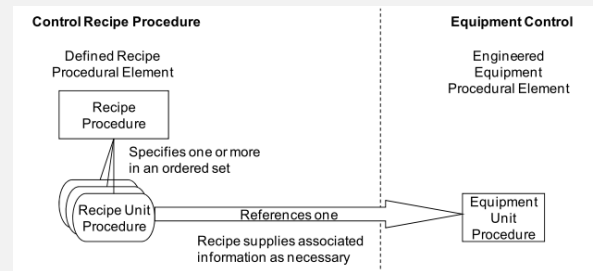 Control Recipe Procedure
Equipment Control
Defined Recipe
Procedural Element
Engineered
Equipment
Procedural Element
Recipe
Procedure
Specifies one or more
in an ordered set
Recipe Unit
Procedure
References one
Equipment
Unit
Procedure
Recipe supplies associated
information as necessary